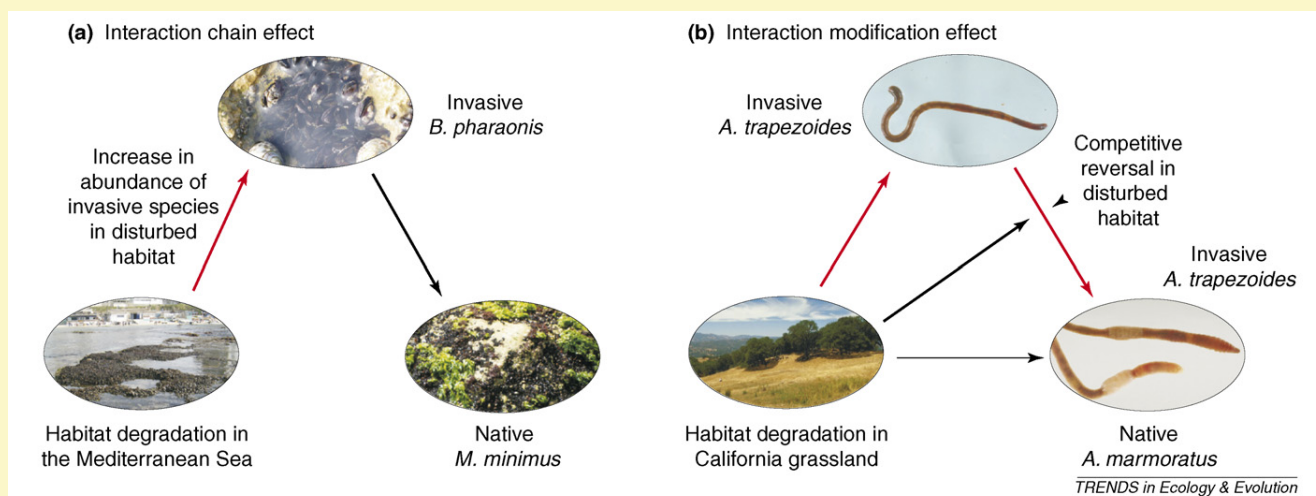 (a) Interaction chain effect
Invasive
B. pharaonis
Increase in
abundance of
invasive species
in disturbed
habitat
Habitat degradation in
the Mediterranean Sea
Native
M. minimus
(b) Interaction modification effect
Invasive
A. trapezoides
Competitive
reversal in
disturbed
habitat
Invasive
A. trapezoides
Habitat degradation in
California grassland
Native
A. marmoratus
TRENDS in Ecology & Evolution